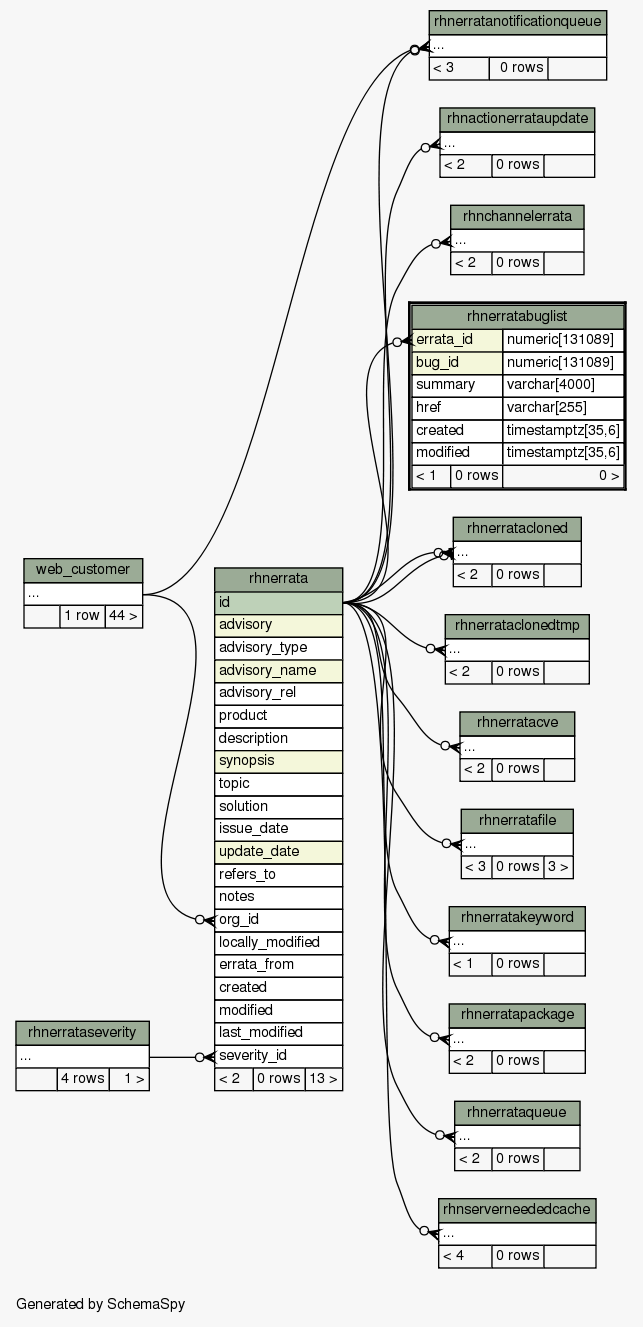 rhnerratanotificationqueue
...
< 3 0 rows
rhnactionerrataupdate
...
< 2 0 rows
rhnchannelerrata
...
< 2 0 rows
rhnerratabuglist
errata_id numeric[131089]
bug_id numeric[131089]
summary varchar[4000]
href varchar[255]
created timestamptz[35,6]
modified timestamptz[35,6]
< 1 0 rows 0 >
rhnerratacloned
...
< 2 0 rows
web_customer
...
1 row 44 >
rhnerrata
id
advisory
advisory_type
advisory_name
advisory_rel
product
description
synopsis
topic
solution
issue_date
update_date
refers_to
notes
org_id
locally_modified
errata_from
created
modified
last_modified
severity_id
< 2 0 rows 13 >
rhnerrataclonedtmp
...
< 2 0 rows
rhnerratacve
...
< 2 0 rows
rhnerratafile
...
< 3 0 rows 3 >
rhnerratakeyword
...
< 1 0 rows
rhnerratapackage
...
< 2 0 rows
rhnerrataseverity
...
4 rows 1 >
rhnerrataqueue
...
< 2 0 rows
rhnserverneededcache
...
< 4 0 rows
Generated by SchemaSpy